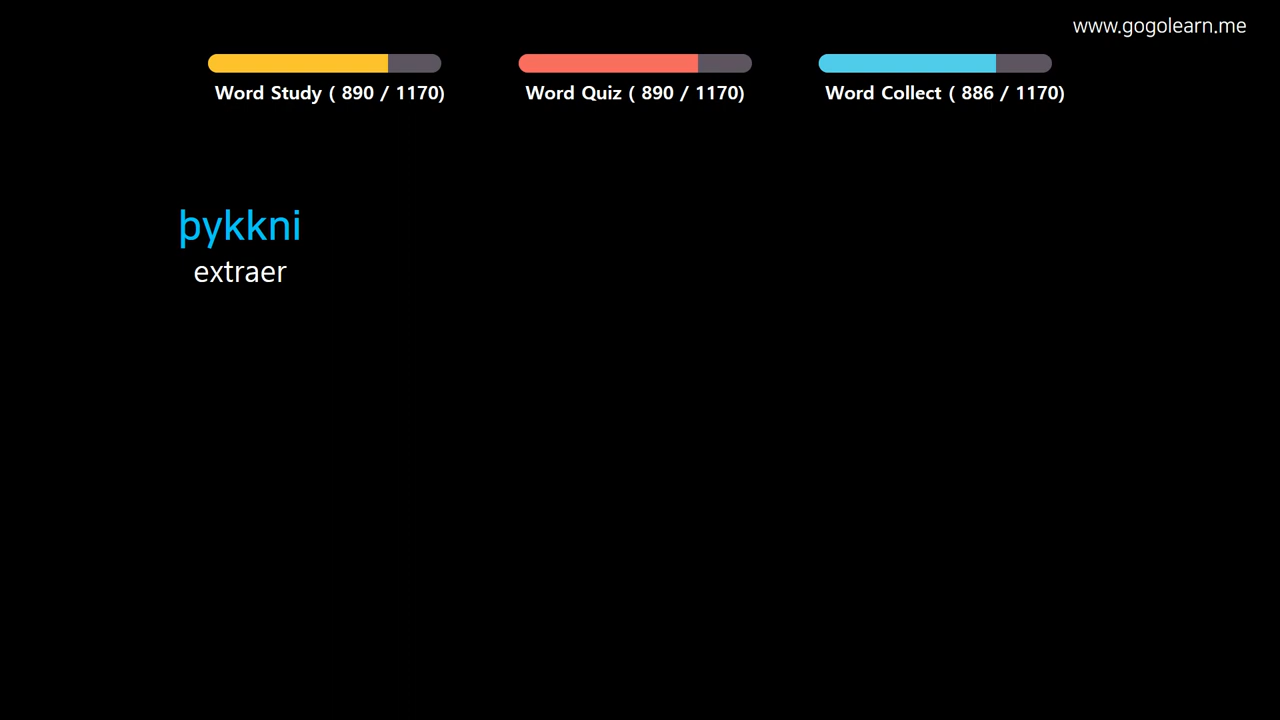 www.gogolearn.me
Word Study ( 890 / 1170)
Word Quiz ( 890 / 1170)
Word Collect ( 886 / 1170)
þykkni
extraer